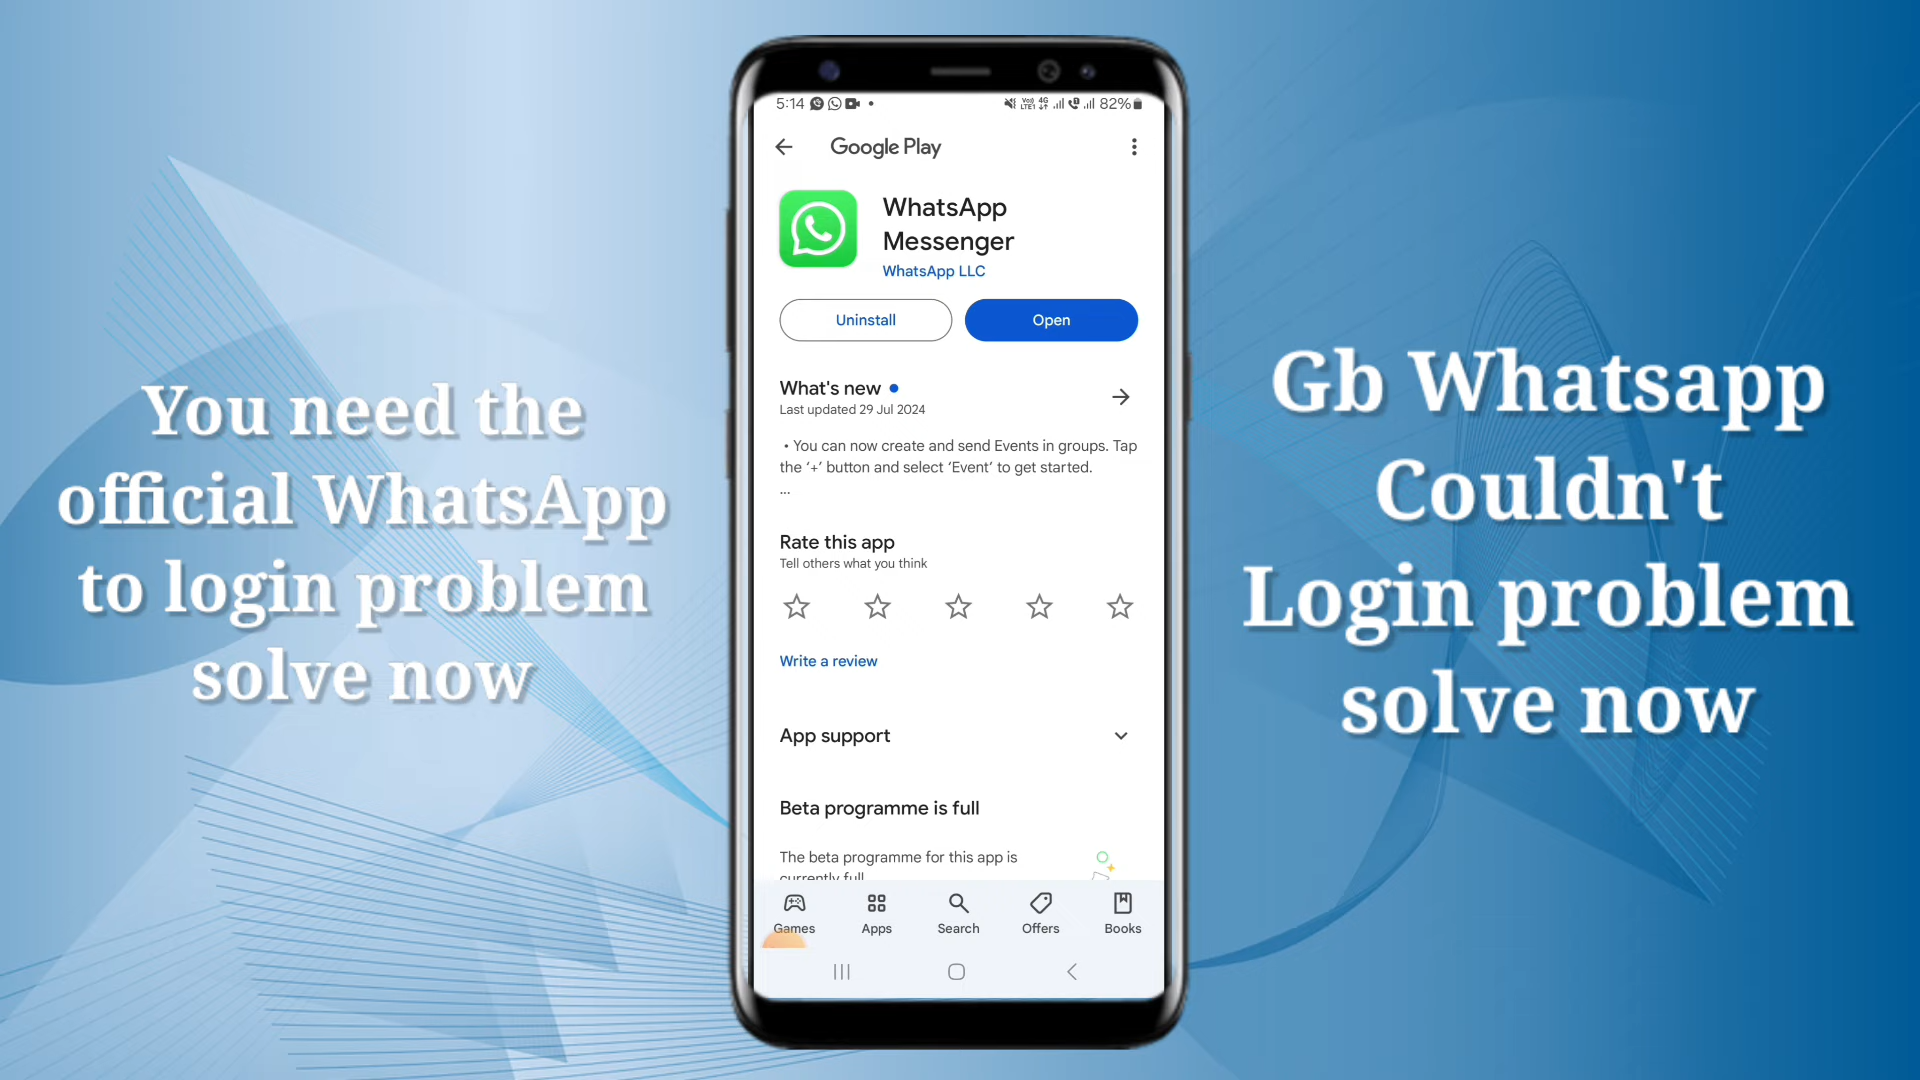 You need the
official WhatsApp
to login problem
solve now
5:14
82%
Google Play
WhatsApp
Messenger
WhatsApp LLC
Uninstall
Open
What's new
Last updated 29 Jul 2024
• You can now create and send Events in groups. Tap
the ‘+’ button and select ‘Event’ to get started.
...
Rate this app
Tell others what you think
Write a review
App support
Beta programme is full
The beta programme for this app is
currently full
Games
Apps
Search
Offers
Books
Gb Whatsapp
Couldn't
Login problem
solve now